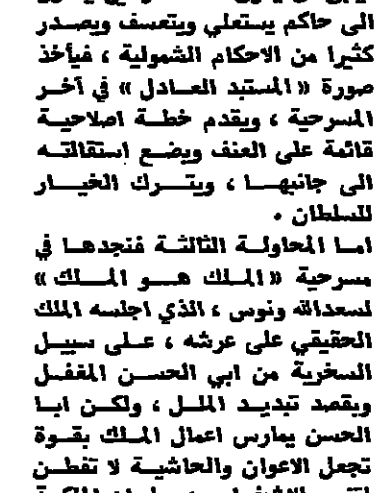 الى حاكم يستعلي ويتعسف ويصدر
كثيرا من الاحكام الشمولية ، فيأخذ
صورة «المستبد العادل» في آخر
المسرحية ، ويقدم خطة اصلاحية
قائمة على العنف ويضع استقالته
الى جانبها ، ويترك الخيار
للسلطان .
اما المحاولة الثالثة فنجدها في
مسرحية «الملك هو الملك»
لسعدالله ونوس ، الذي اجلسه الملك
الحقيقي على عرشه ، على سبيل
السخرية من ابي الحسن المغفل
وبقصد تبديد الملل ، ولكن ابا
الحسن يمارس اعمال الملك بقوة
تجعل الاعوان والحاشية لا تفطن